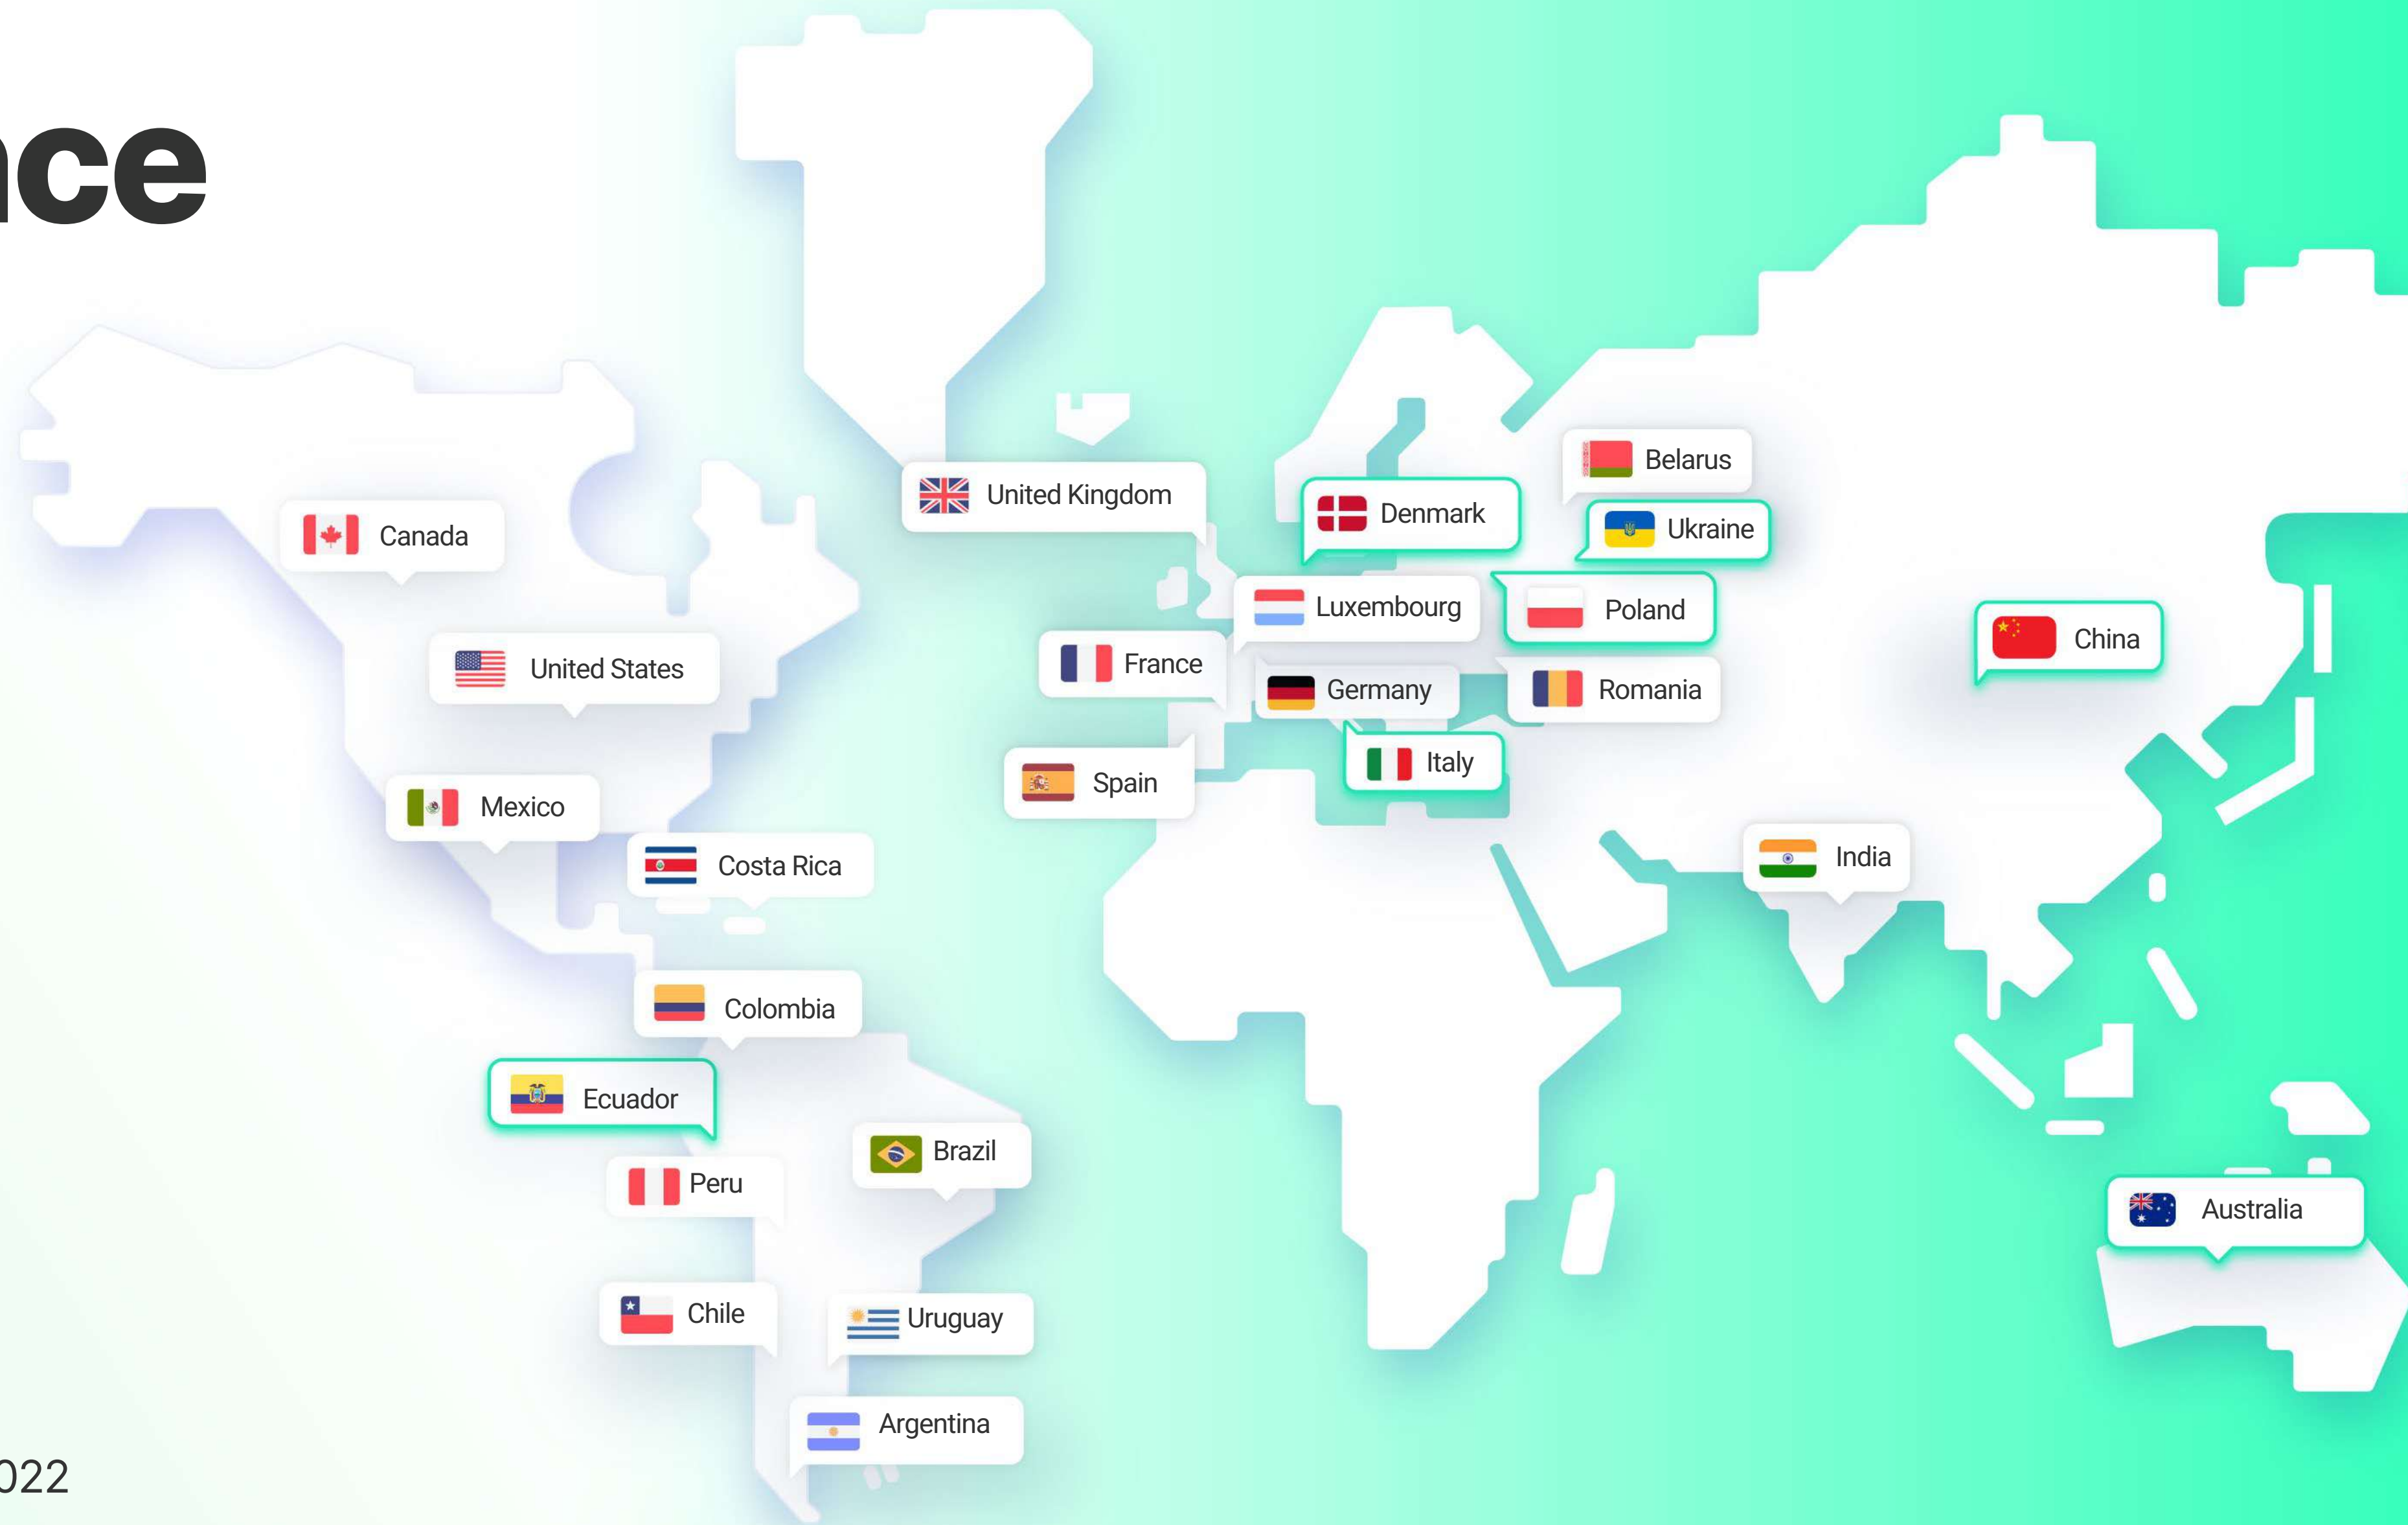 nce
Belarus
United Kingdom
Denmark
Ukraine
Canada
Luxembourg
Poland
China
France
United States
Germany
Romania
Italy
Spain
Mexico
Costa Rica
India
Colombia
Ecuador
Brazil
Peru
Australia
Chile
Uruguay
Argentina
022